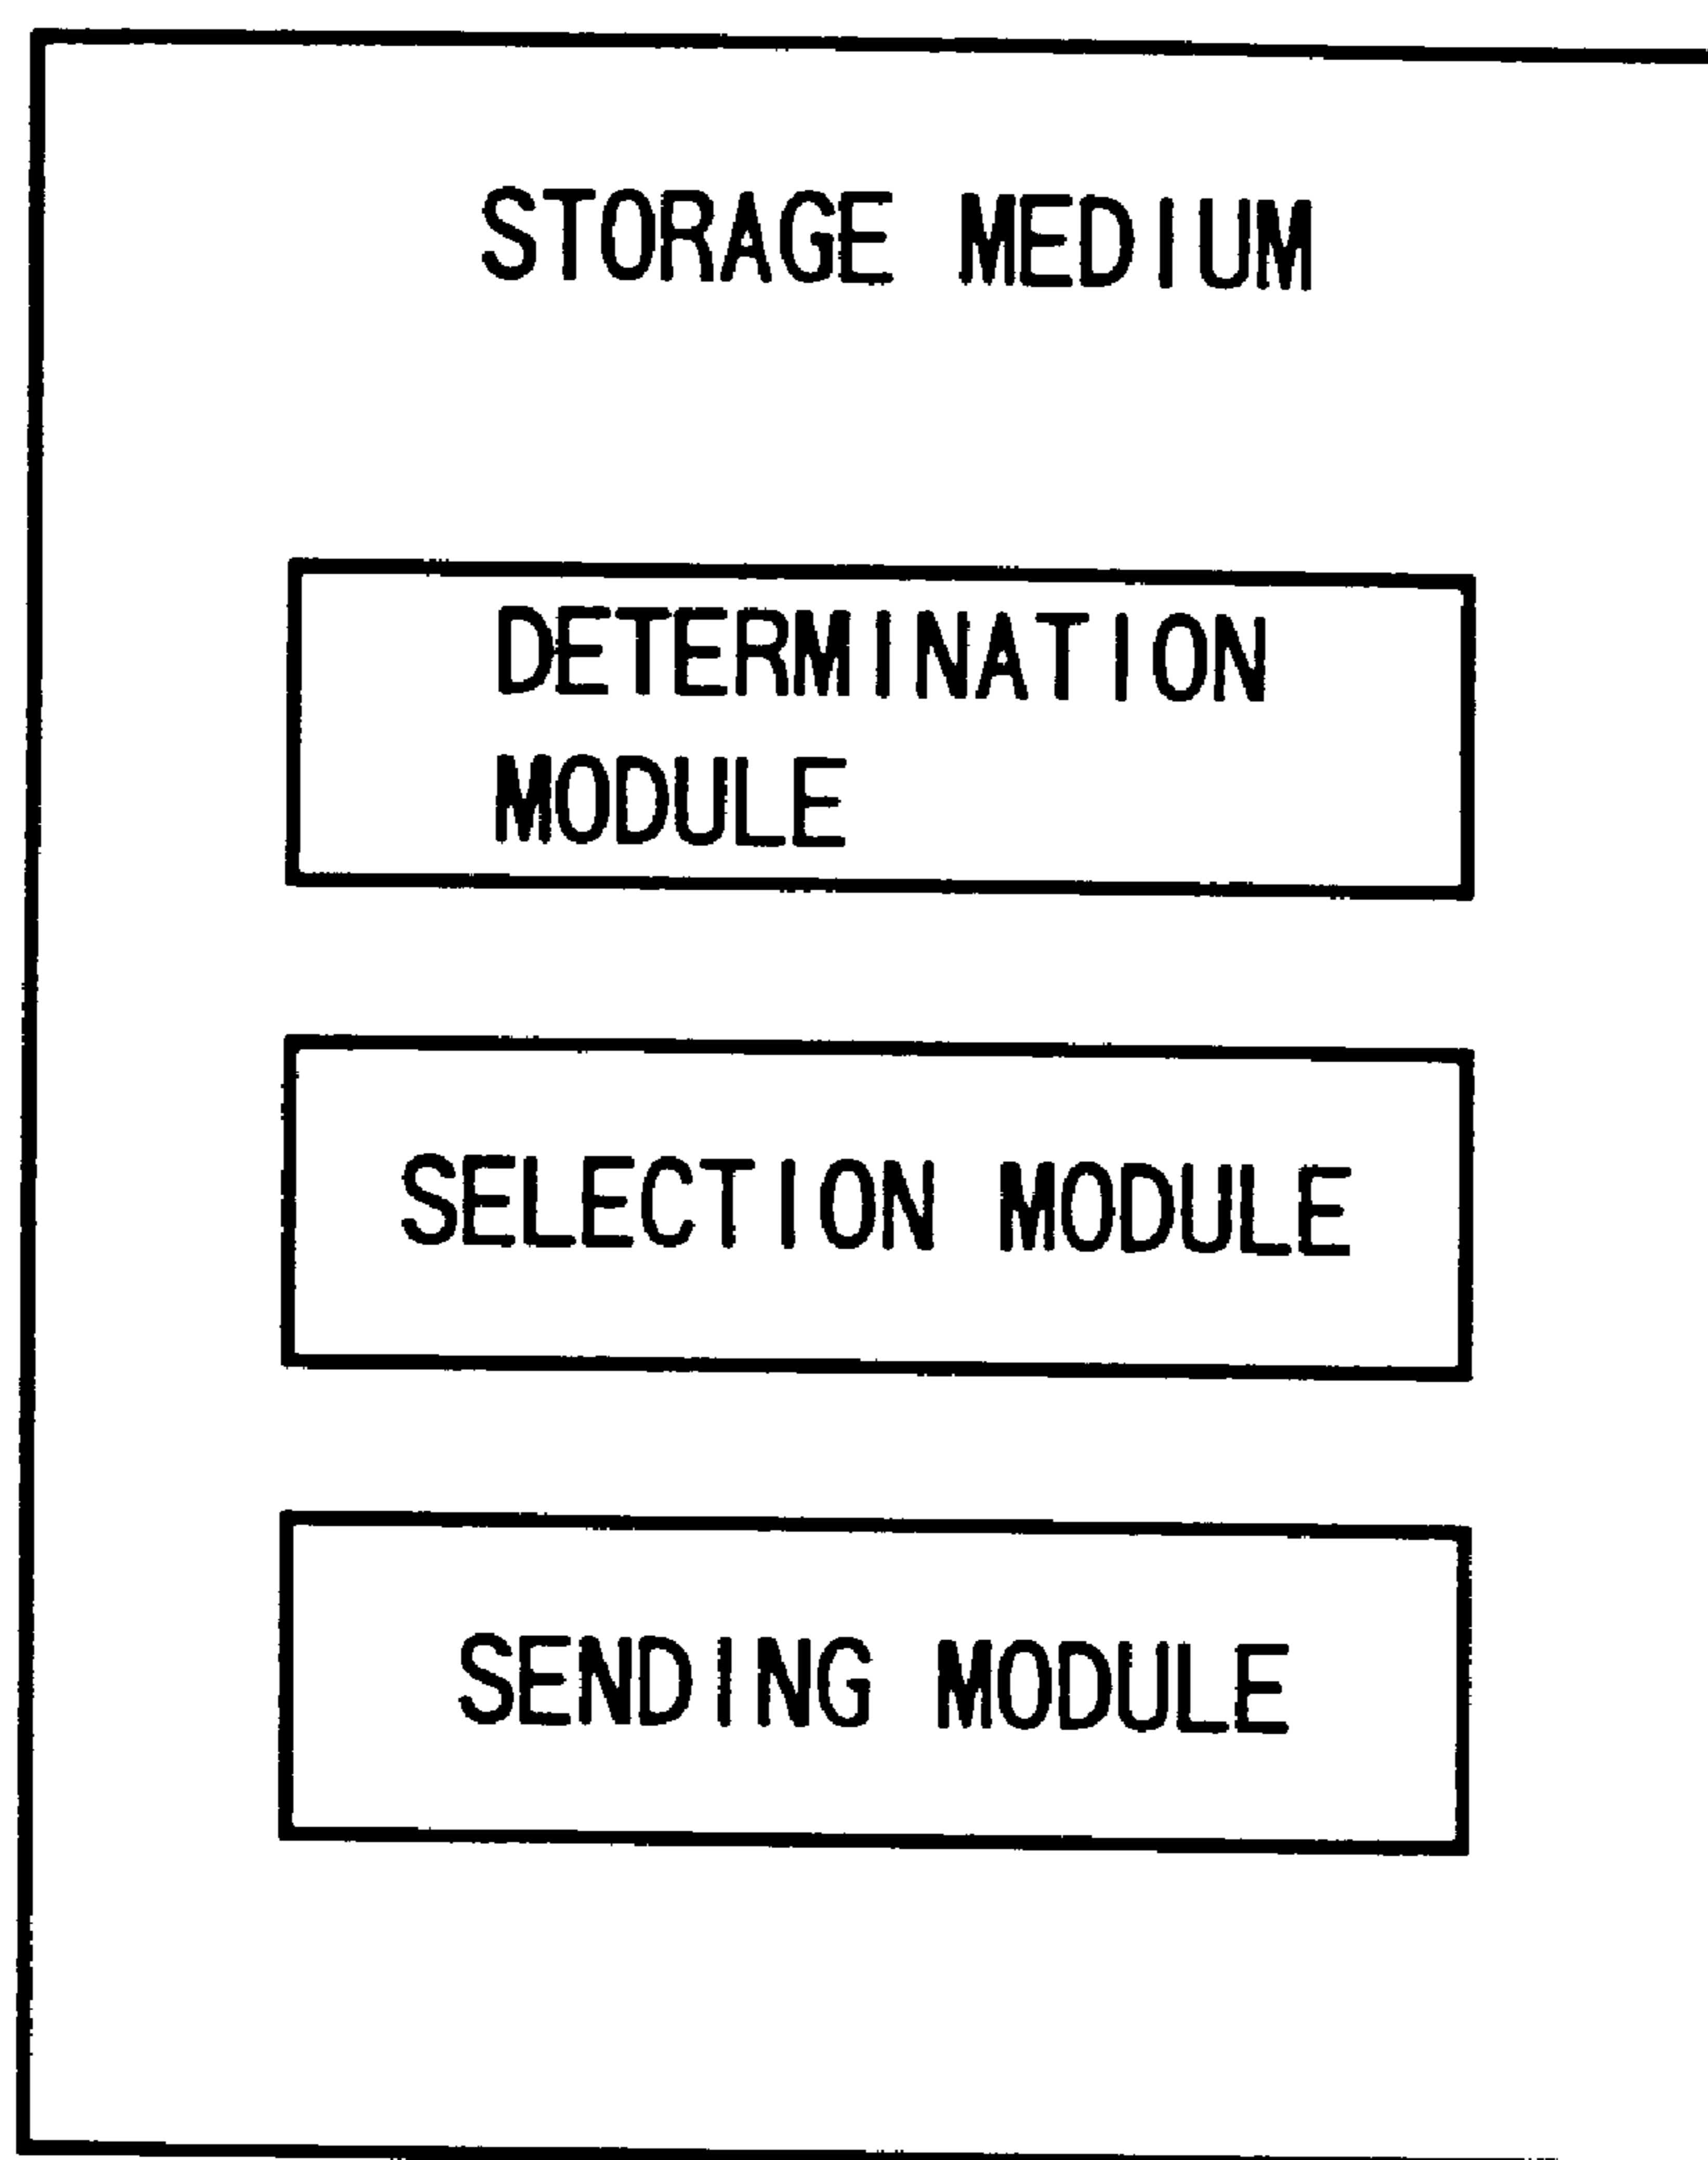 STORAGE MEDIUM
DETERMINATION
MODULE
SELECTION MODULE
SENDING MODULE